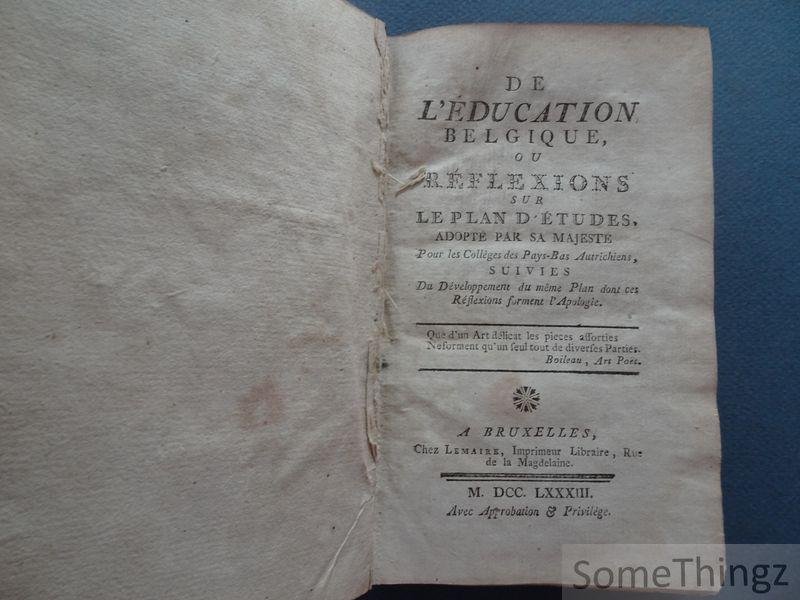 DE
L'ÉDUCATION
BELGIQUE,
OU
RÉFLEXIONS
SUR
LE PLAN D'ÉTUDES,
ADOPTÉ PAR SA MAJESTÉ
Pour les Collèges des Pays-Bas Autrichiens,
SUIVIES
Du Développement du même Plan dont ces
Réflexions forment l'Apologie.
Que d'un Art délicat les pieces assorties
Ne forment qu'un seul tout de diverses Parties.
Boileau, Art Poët.
A BRUXELLES,
Chez LEMAIRE, Imprimeur Libraire, Rue
de la Magdelaine.
M. DCC. LXXXIII.
Avec Approbation & Privilège.
SomeThingz